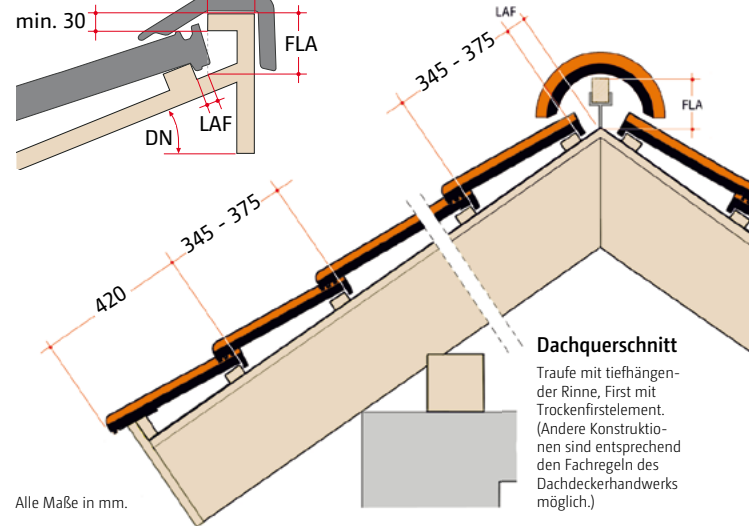 min. 30
FLA
LAF
DN
LAF
345 - 375
FLA
345 - 375
420
Dachquerschnitt
Traufe mit tiefhängen-
der Rinne, First mit
Trockenfirstelement.
(Andere Konstruktio-
nen sind entsprechend
den Fachregeln des
Dachdeckerhandwerks
möglich.)
Alle Maße in mm.